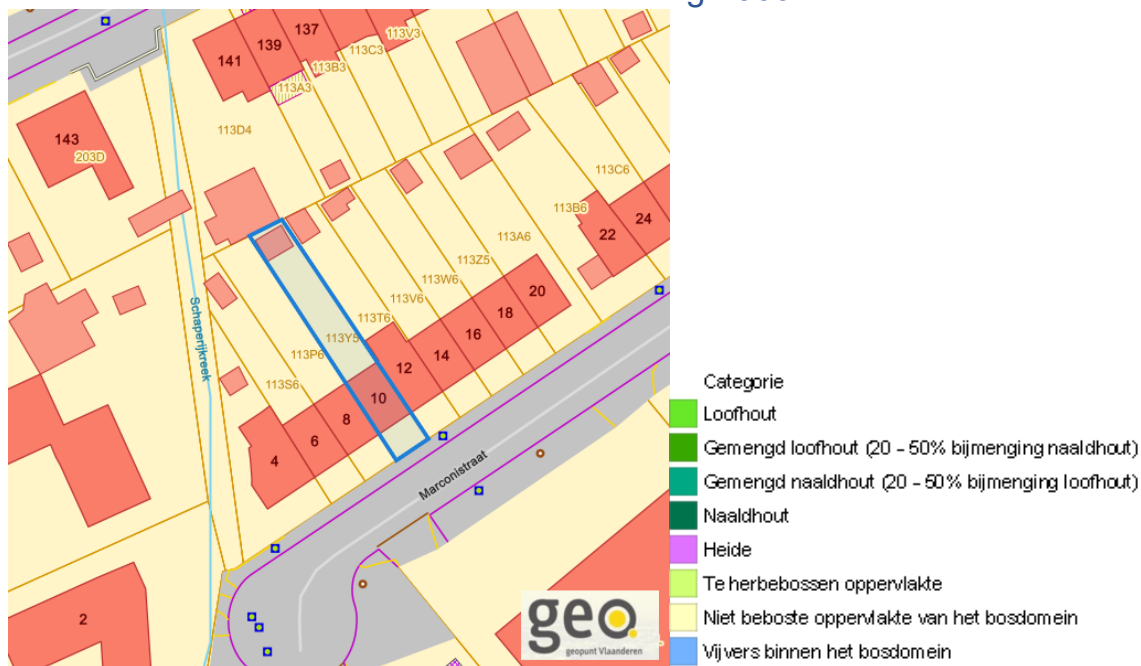 137
139
141
113V3
113C3
113B3
113A3
113D4
143
203D
113C6
113B6
24
22
113A6
113Z5
113W6
113V6
113T6
113Y5
113P6
113S6
20
18
16
14
12
10
8
6
4
2
Schaperijkreek
Marconistraat
geo.
geopunt Vlaanderen
Categorie
Loofhout
Gemengd loofhout (20 - 50% bijmenging naaldhout)
Gemengd naaldhout (20 - 50% bijmenging loofhout)
Naaldhout
Heide
Te herbebossen oppervlakte
Niet beboste oppervlakte van het bosdomein
Vijvers binnen het bosdomein